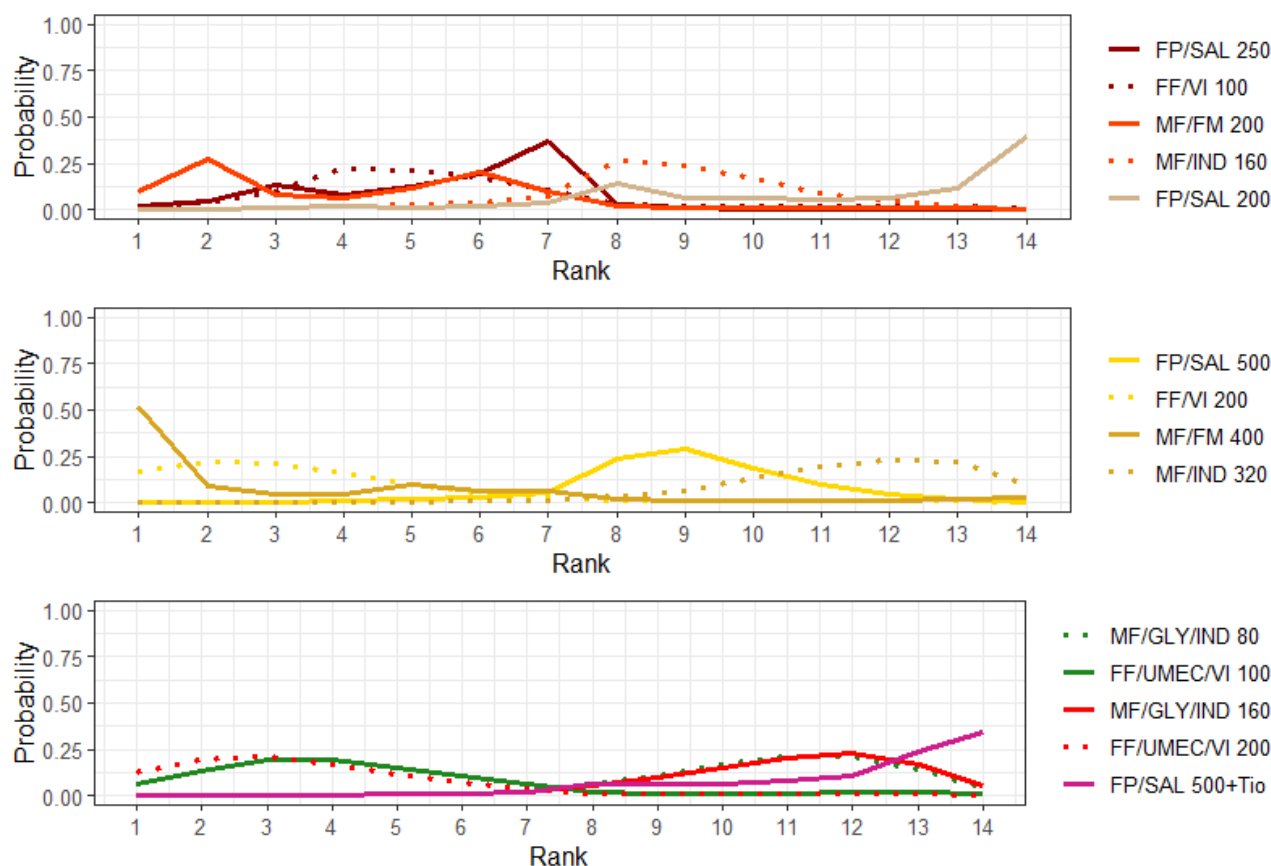 1.00
0.75
0.50
0.25
0.00
Probability
1 2 3 4 5 6 7 8 9 10 11 12 13 14
Rank
FP/SAL 250
FF/VI 100
MF/FM 200
MF/IND 160
FP/SAL 200
1.00
0.75
0.50
0.25
0.00
Probability
1 2 3 4 5 6 7 8 9 10 11 12 13 14
Rank
FP/SAL 500
FF/VI 200
MF/FM 400
MF/IND 320
1.00
0.75
0.50
0.25
0.00
Probability
1 2 3 4 5 6 7 8 9 10 11 12 13 14
Rank
MF/GLY/IND 80
FF/UMEC/VI 100
MF/GLY/IND 160
FF/UMEC/VI 200
FP/SAL 500+Tio